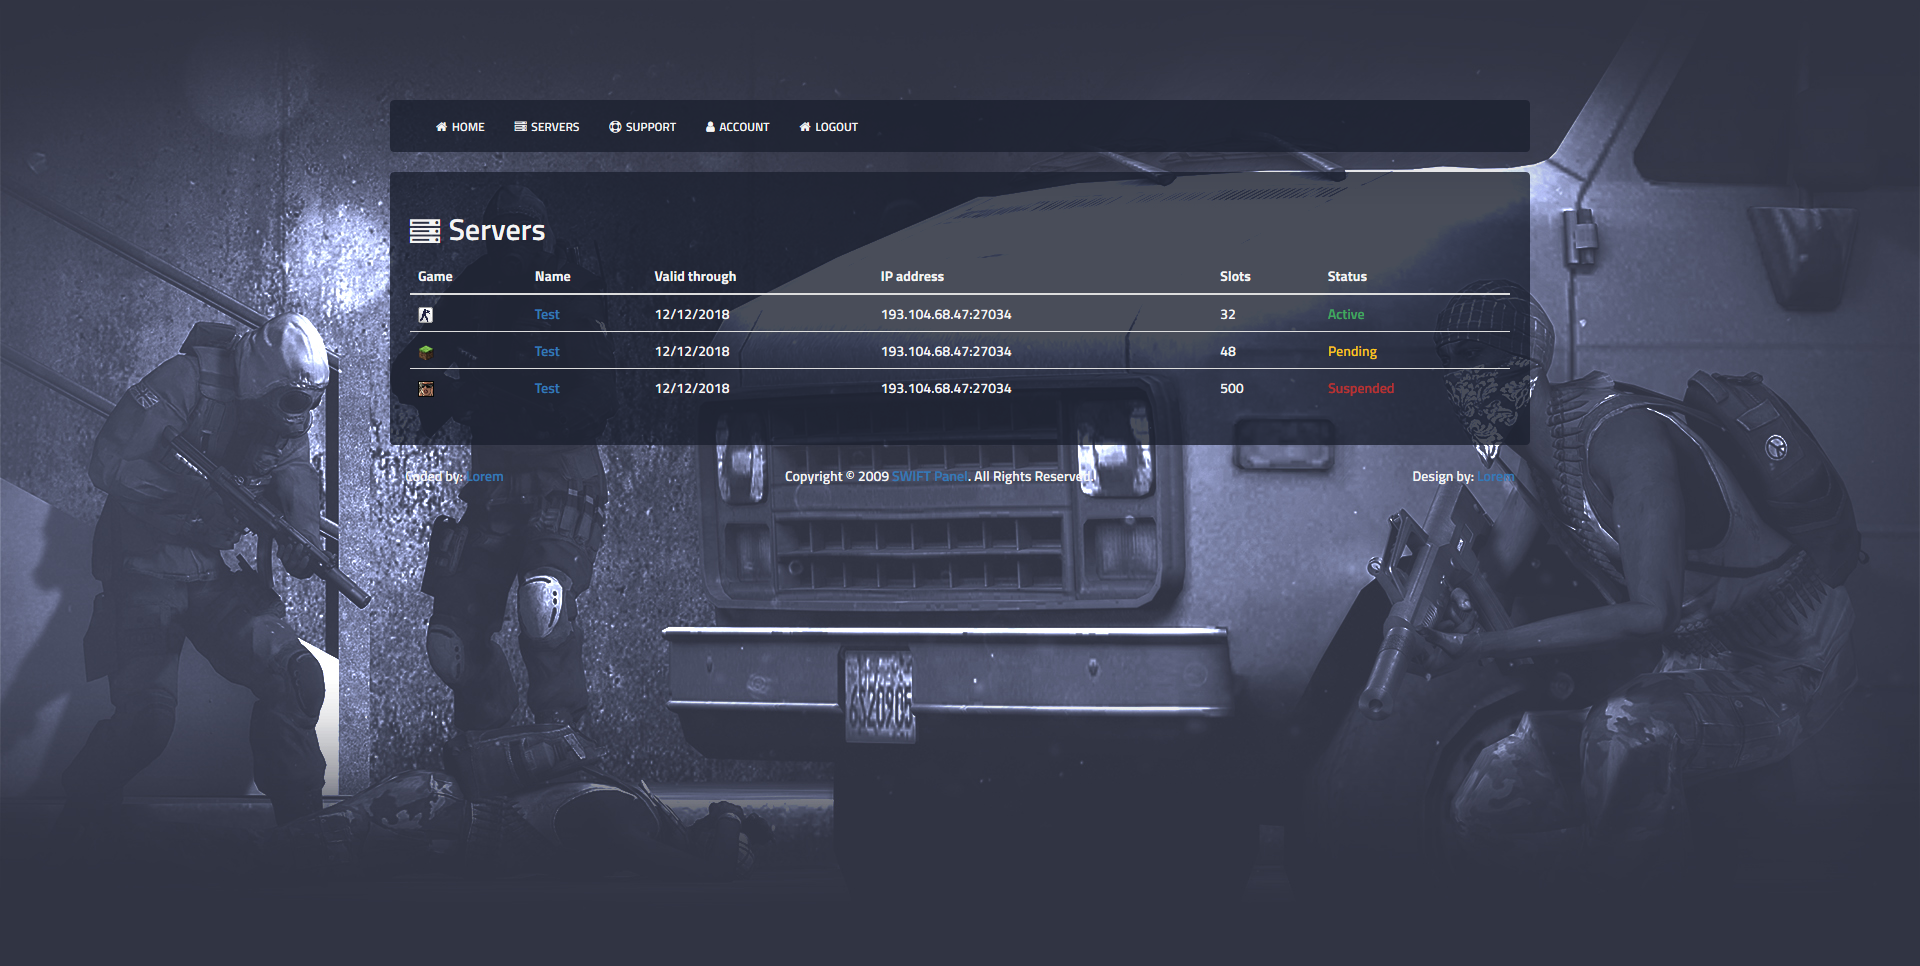 HOME SERVERS SUPPORT ACCOUNT LOGOUT
Servers
Game Name Valid through IP address Slots Status
Test 12/12/2018 193.104.68.47:27034 32 Active
Test 12/12/2018 193.104.68.47:27034 48 Pending
Test 12/12/2018 193.104.68.47:27034 500 Suspended
Coded by: Lorem Copyright © 2009 SWIFT Panel. All Rights Reserved. Design by: Lorem